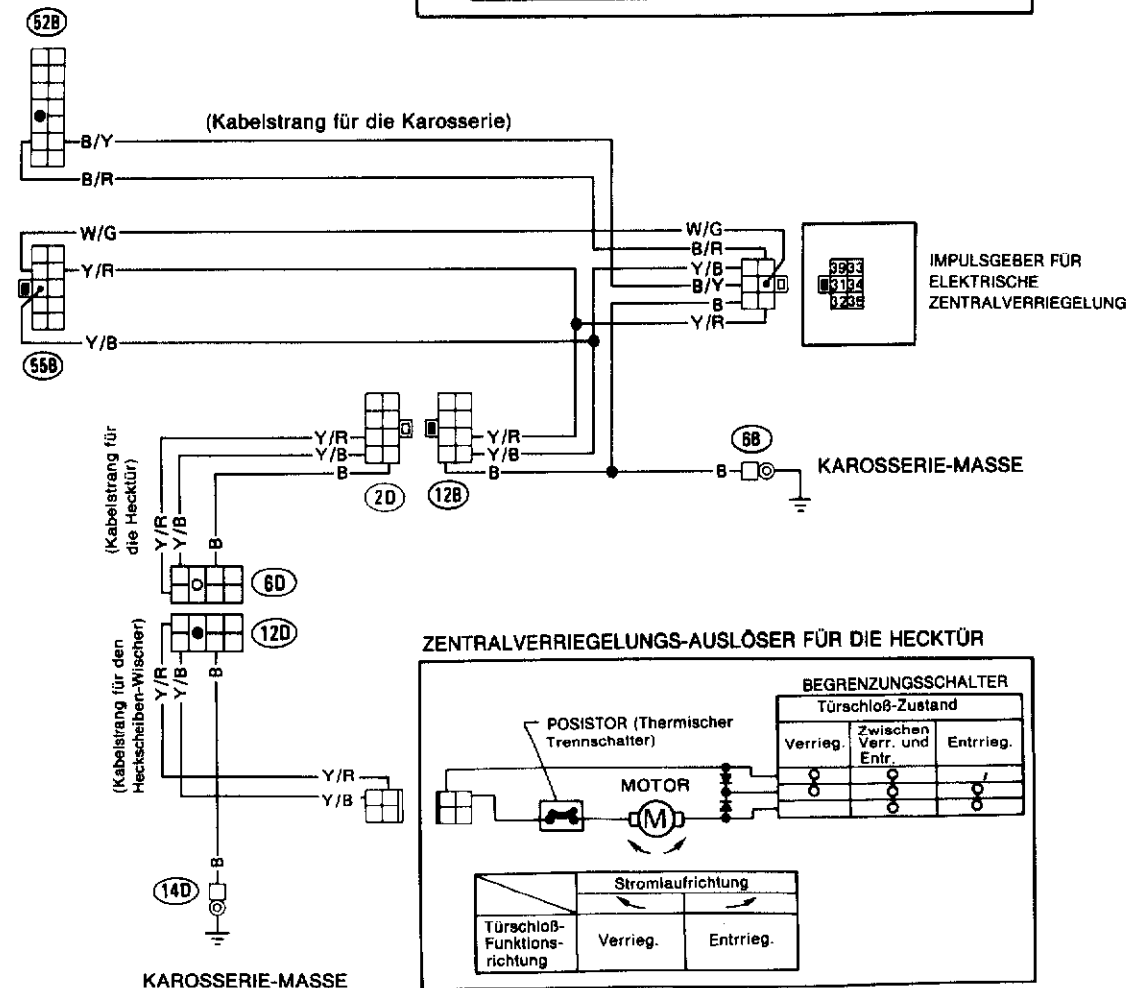 52B
(Kabelstrang für die Karosserie)
B/Y
B/R
W/G
Y/R
Y/B
55B
W/G
B/R
Y/B
B/Y
B
Y/R
3933
3134
IMPULSGEBER FÜR
ELEKTRISCHE
ZENTRALVERRIEGELUNG
Y/R
Y/B
B
2D
12B
Y/R
Y/B
B
B
6B
KAROSSERIE-MASSE
(Kabelstrang für
die Hecktür)
Y/R
Y/B
B
6D
12D
(Kabelstrang für den
Heckscheiben-Wischer)
Y/R
Y/B
B
Y/R
Y/B
B
14D
KAROSSERIE-MASSE
ZENTRALVERRIEGELUNGS-AUSLÖSER FÜR DIE HECKTÜR
BEGRENZUNGSSCHALTER
Türschloß-Zustand
Verrieg.
Zwischen
Verr. und
Entr.
Entrrieg.
POSISTOR (Thermischer
Trennschalter)
MOTOR
M
Stromlaufrichtung
Türschloß-
Funktions-
richtung
Verrieg.
Entrrieg.